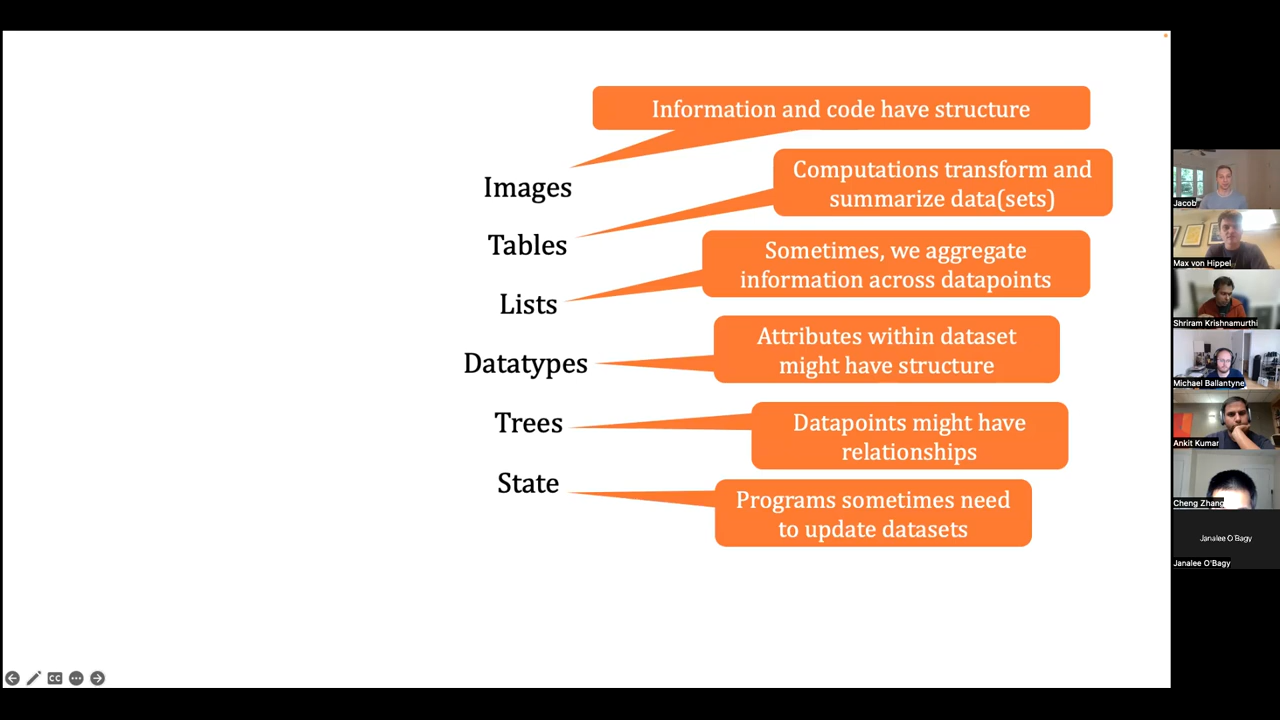 Information and code have structure
Images
Computations transform and
summarize data(sets)
Tables
Sometimes, we aggregate
information across datapoints
Lists
Attributes within dataset
might have structure
Datatypes
Datapoints might have
relationships
Trees
Programs sometimes need
to update datasets
State
CC
Jacob
Max von Hippel
Shriram Krishnamurthi
Michael Ballantyne
Ankit Kumar
Cheng Zhang
Janalee O Bagy
Janalee O'Bagy